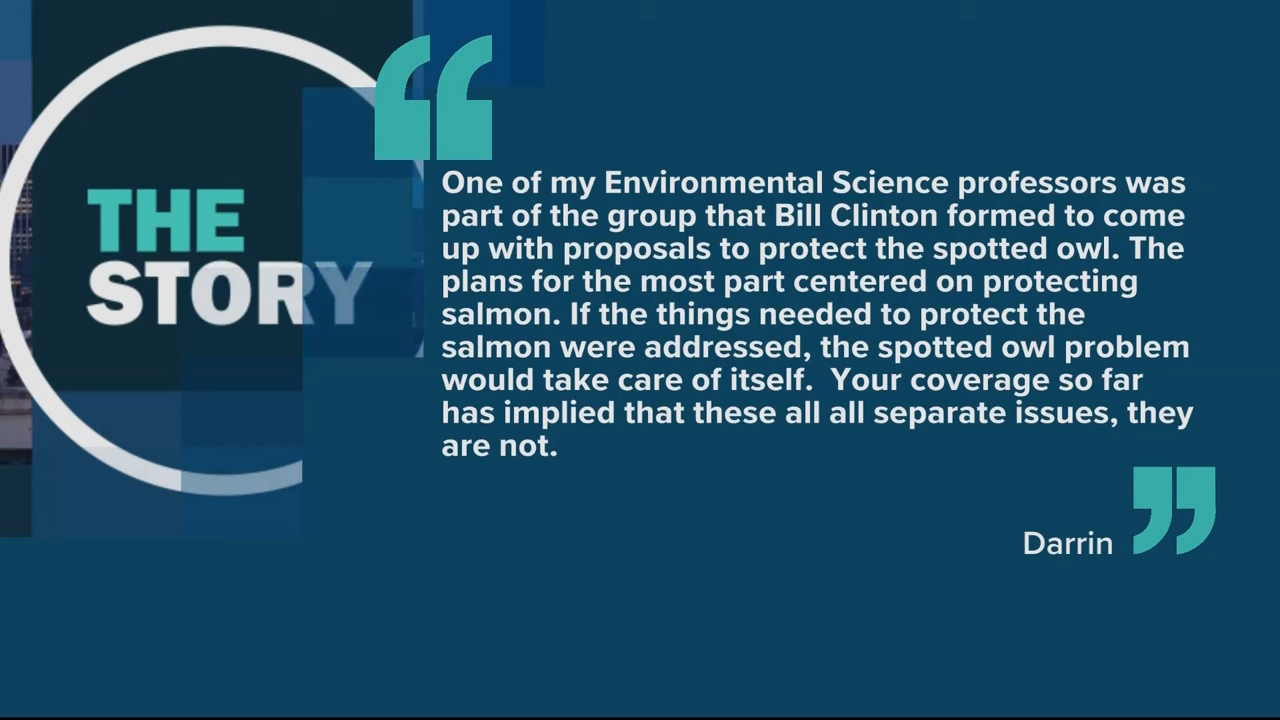 THE
STORY
One of my Environmental Science professors was
part of the group that Bill Clinton formed to come
up with proposals to protect the spotted owl. The
plans for the most part centered on protecting
salmon. If the things needed to protect the
salmon were addressed, the spotted owl problem
would take care of itself.  Your coverage so far
has implied that these all all separate issues, they
are not.
Darrin